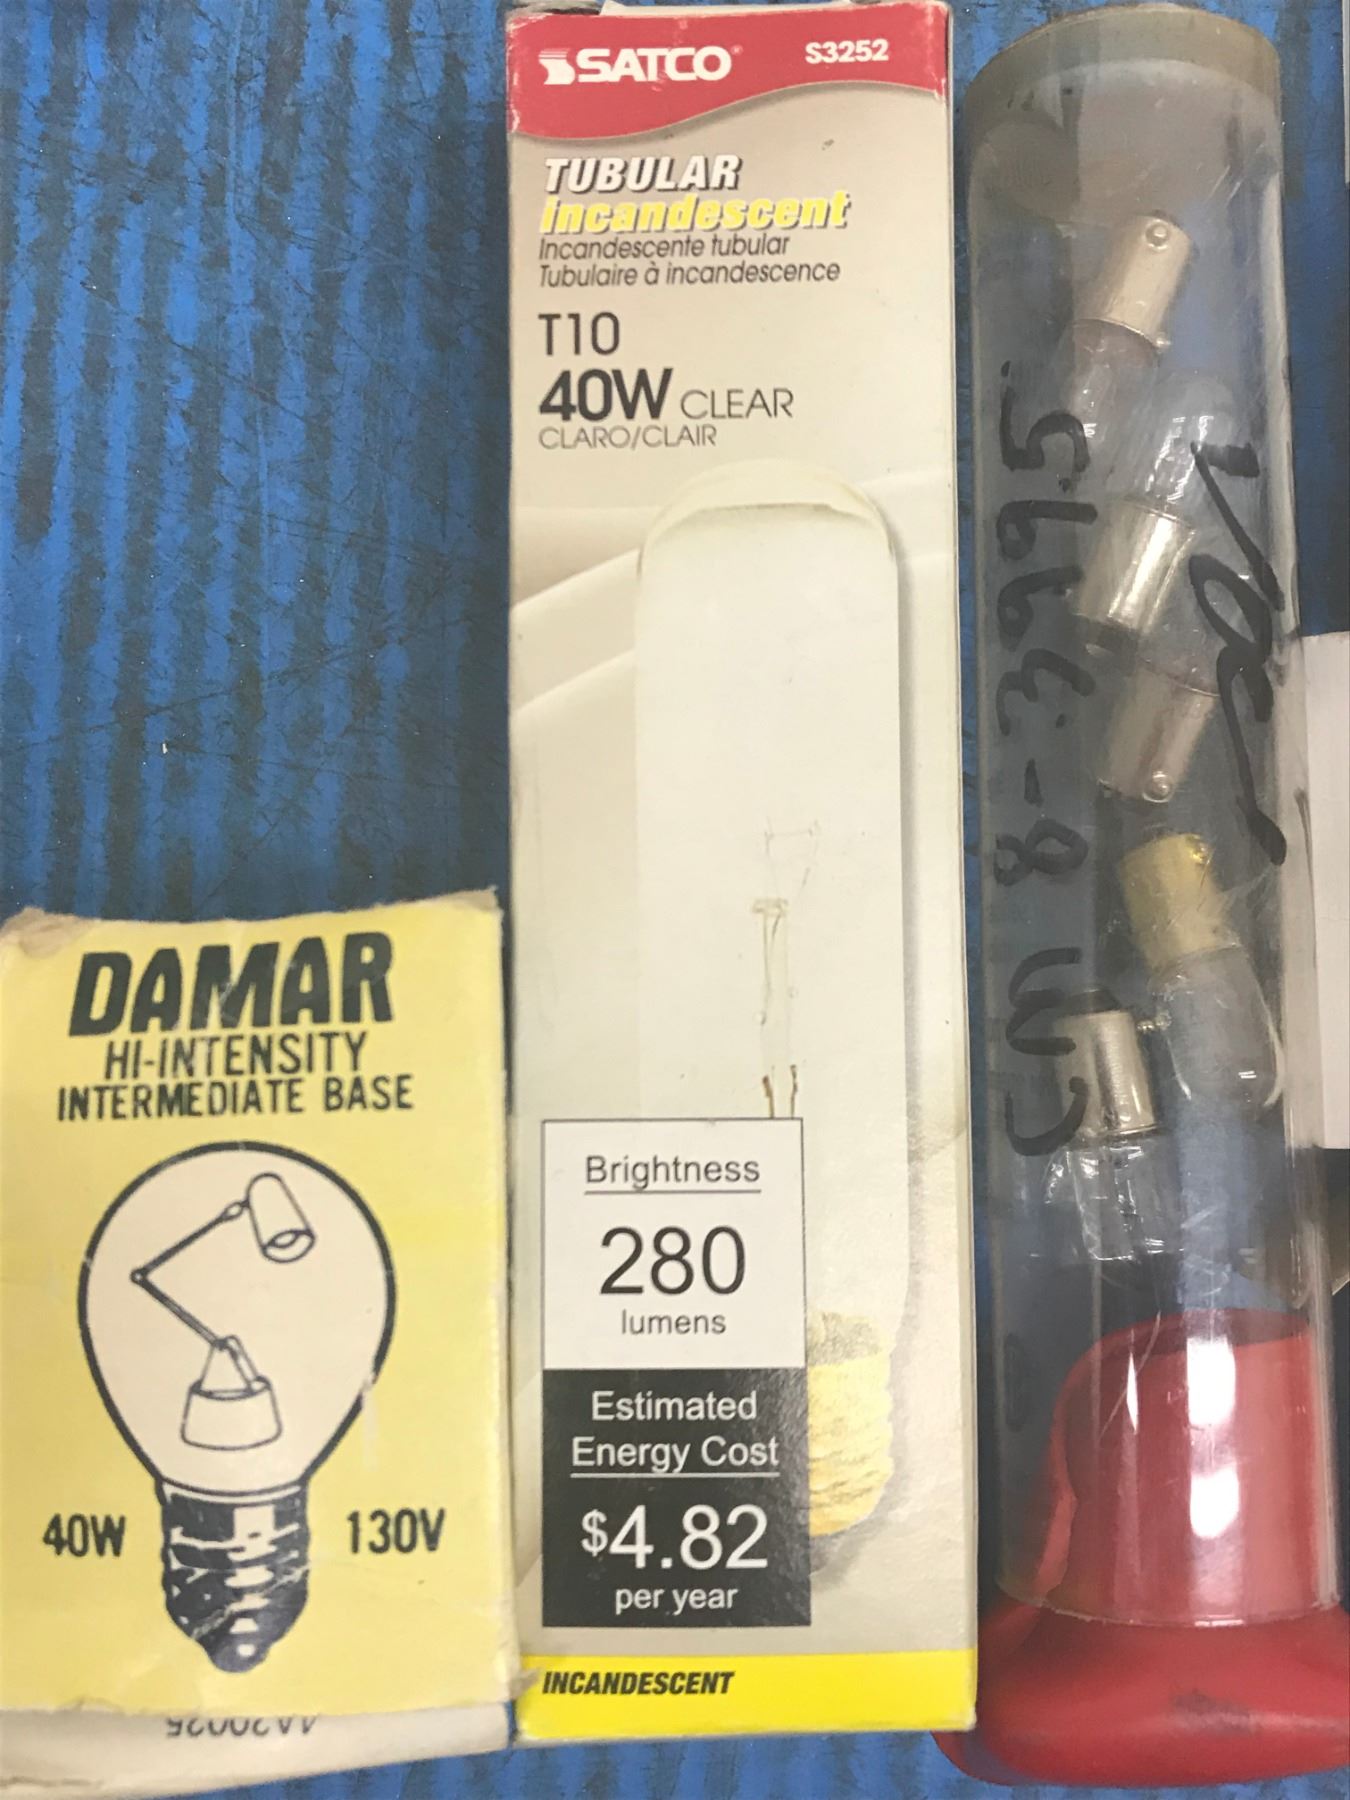 SATCO® S3252
TUBULAR
incandescent
Incandescente tubular
Tubulaire à incandescence
T10
40W CLEAR
CLARO/CLAIR
Brightness
280
lumens
Estimated
Energy Cost
$4.82
per year
INCANDESCENT
DAMAR
HI-INTENSITY
INTERMEDIATE BASE
40W 130V
CM 8-3995